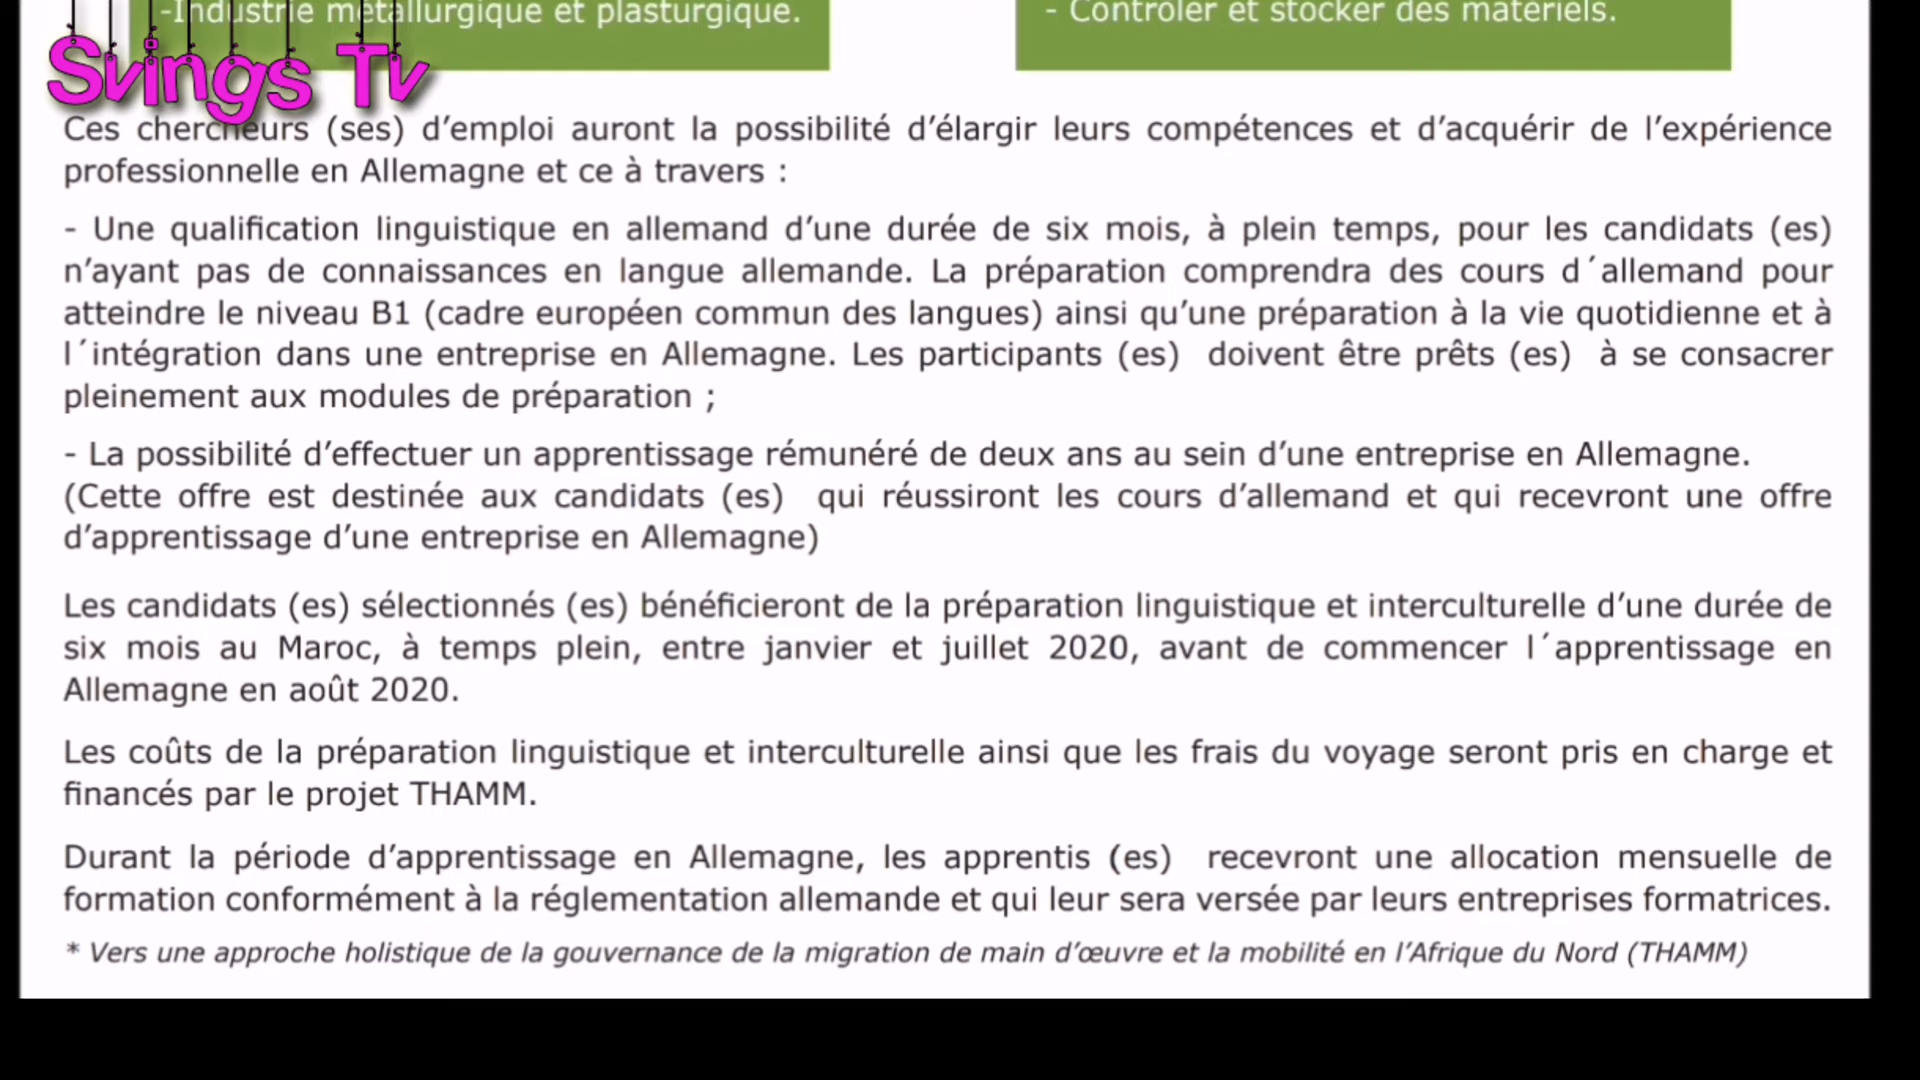 -Industrie métallurgique et plasturgique.
- Contrôler et stocker des matériels.
Svings Tv
Ces chercheurs (ses) d’emploi auront la possibilité d’élargir leurs compétences et d’acquérir de l’expérience
professionnelle en Allemagne et ce à travers :
- Une qualification linguistique en allemand d’une durée de six mois, à plein temps, pour les candidats (es)
n’ayant pas de connaissances en langue allemande. La préparation comprendra des cours d´allemand pour
atteindre le niveau B1 (cadre européen commun des langues) ainsi qu’une préparation à la vie quotidienne et à
l´intégration dans une entreprise en Allemagne. Les participants (es) doivent être prêts (es) à se consacrer
pleinement aux modules de préparation ;
- La possibilité d’effectuer un apprentissage rémunéré de deux ans au sein d’une entreprise en Allemagne.
(Cette offre est destinée aux candidats (es) qui réussiront les cours d’allemand et qui recevront une offre
d’apprentissage d’une entreprise en Allemagne)
Les candidats (es) sélectionnés (es) bénéficieront de la préparation linguistique et interculturelle d’une durée de
six mois au Maroc, à temps plein, entre janvier et juillet 2020, avant de commencer l´apprentissage en
Allemagne en août 2020.
Les coûts de la préparation linguistique et interculturelle ainsi que les frais du voyage seront pris en charge et
financés par le projet THAMM.
Durant la période d’apprentissage en Allemagne, les apprentis (es) recevront une allocation mensuelle de
formation conformément à la réglementation allemande et qui leur sera versée par leurs entreprises formatrices.
* Vers une approche holistique de la gouvernance de la migration de main d’œuvre et la mobilité en l’Afrique du Nord (THAMM)